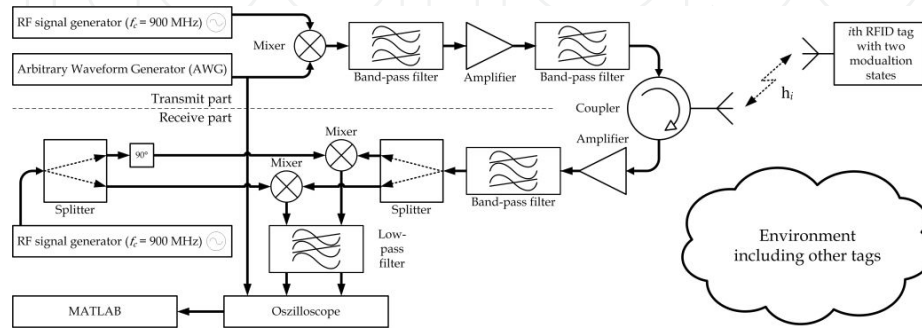 RF signal generator (fc = 900 MHz)
Mixer
Arbitrary Waveform Generator (AWG)
Band-pass filter
Amplifier
Band-pass filter
ith RFID tag
with two
modualtion
states
hi
Transmit part
Receive part
Coupler
Amplifier
Mixer
Mixer
90°
Splitter
Splitter
Band-pass filter
RF signal generator (fc = 900 MHz)
Low-
pass
filter
Environment
including other tags
MATLAB
Oszilloscope